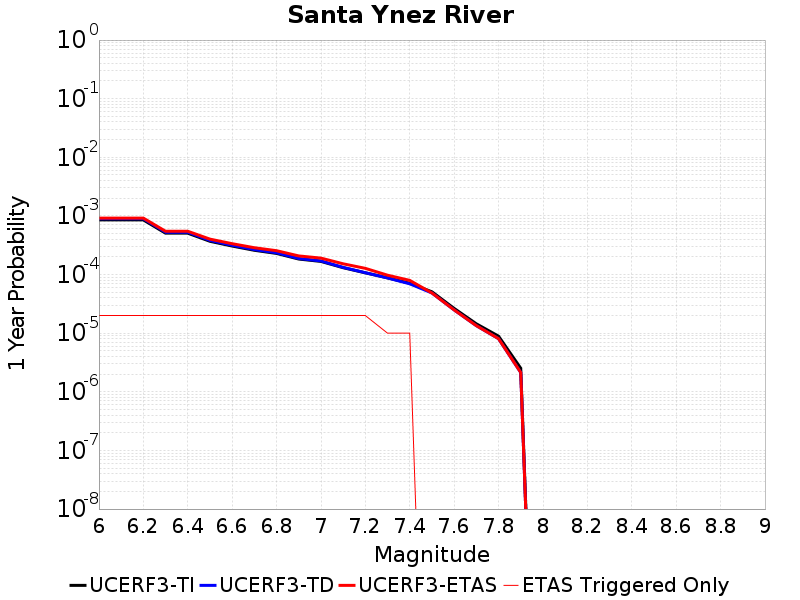 Santa Ynez River
1 Year Probability
10^0
10^-1
10^-2
10^-3
10^-4
10^-5
10^-6
10^-7
10^-8
6 6.2 6.4 6.6 6.8 7 7.2 7.4 7.6 7.8 8 8.2 8.4 8.6 8.8 9
Magnitude
UCERF3-TI UCERF3-TD UCERF3-ETAS ETAS Triggered Only